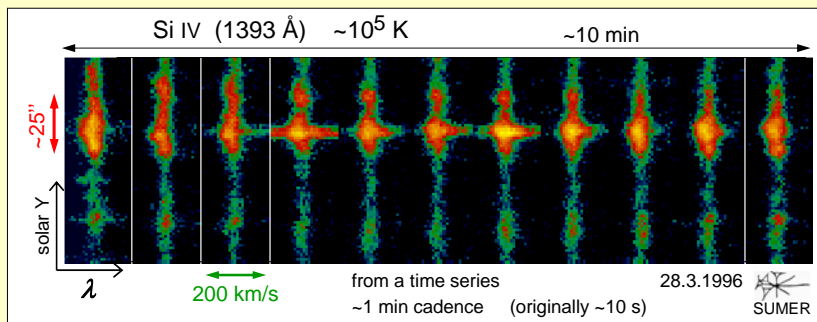 Si IV (1393 Å) ~10⁵ K
~10 min
~25"
solar Y
λ
200 km/s
from a time series
28.3.1996
~1 min cadence (originally ~10 s)
SUMER